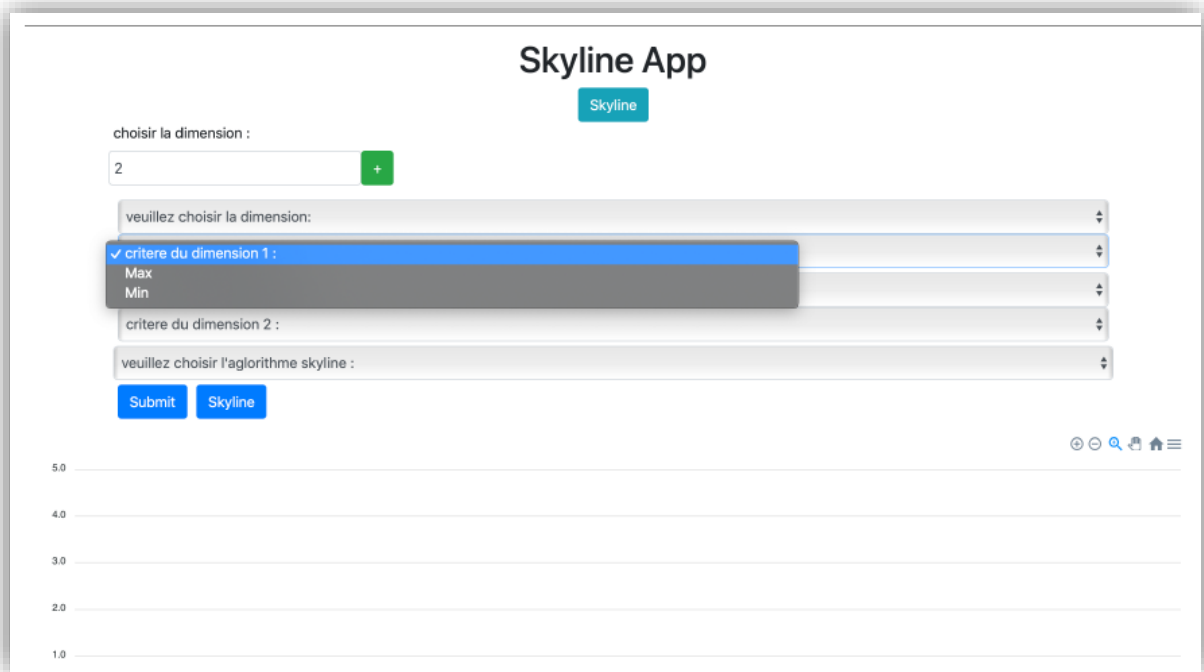 Skyline App
Skyline
choisir la dimension :
2
+
veuillez choisir la dimension:
✓ critere du dimension 1 :
Max
Min
critere du dimension 2 :
veuillez choisir l'aglorithme skyline :
Submit Skyline
5.0
4.0
3.0
2.0
1.0